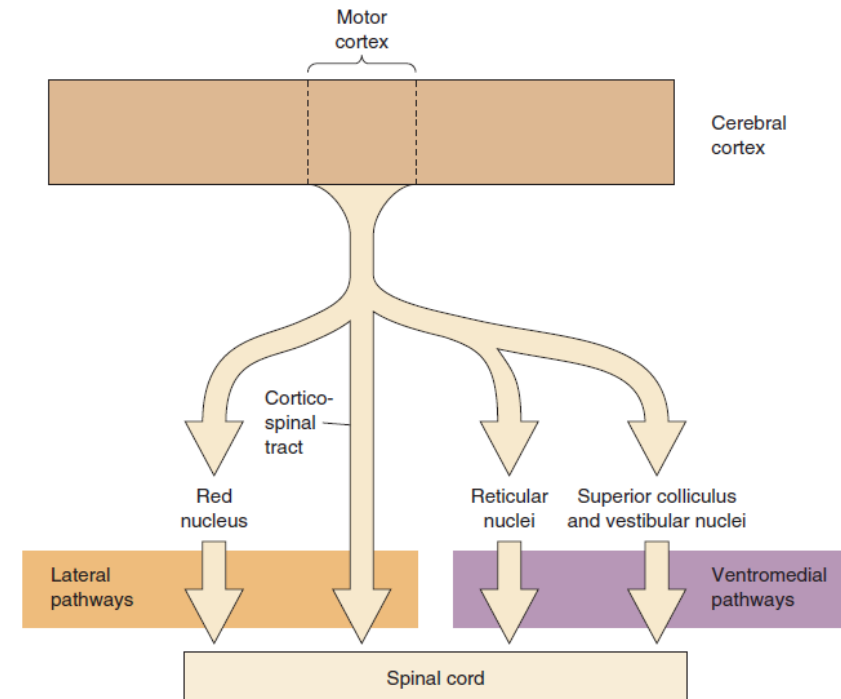 Motor
cortex
Cerebral
cortex
Cortico-
spinal
tract
Red
nucleus
Reticular
nuclei
Superior colliculus
and vestibular nuclei
Lateral
pathways
Ventromedial
pathways
Spinal cord